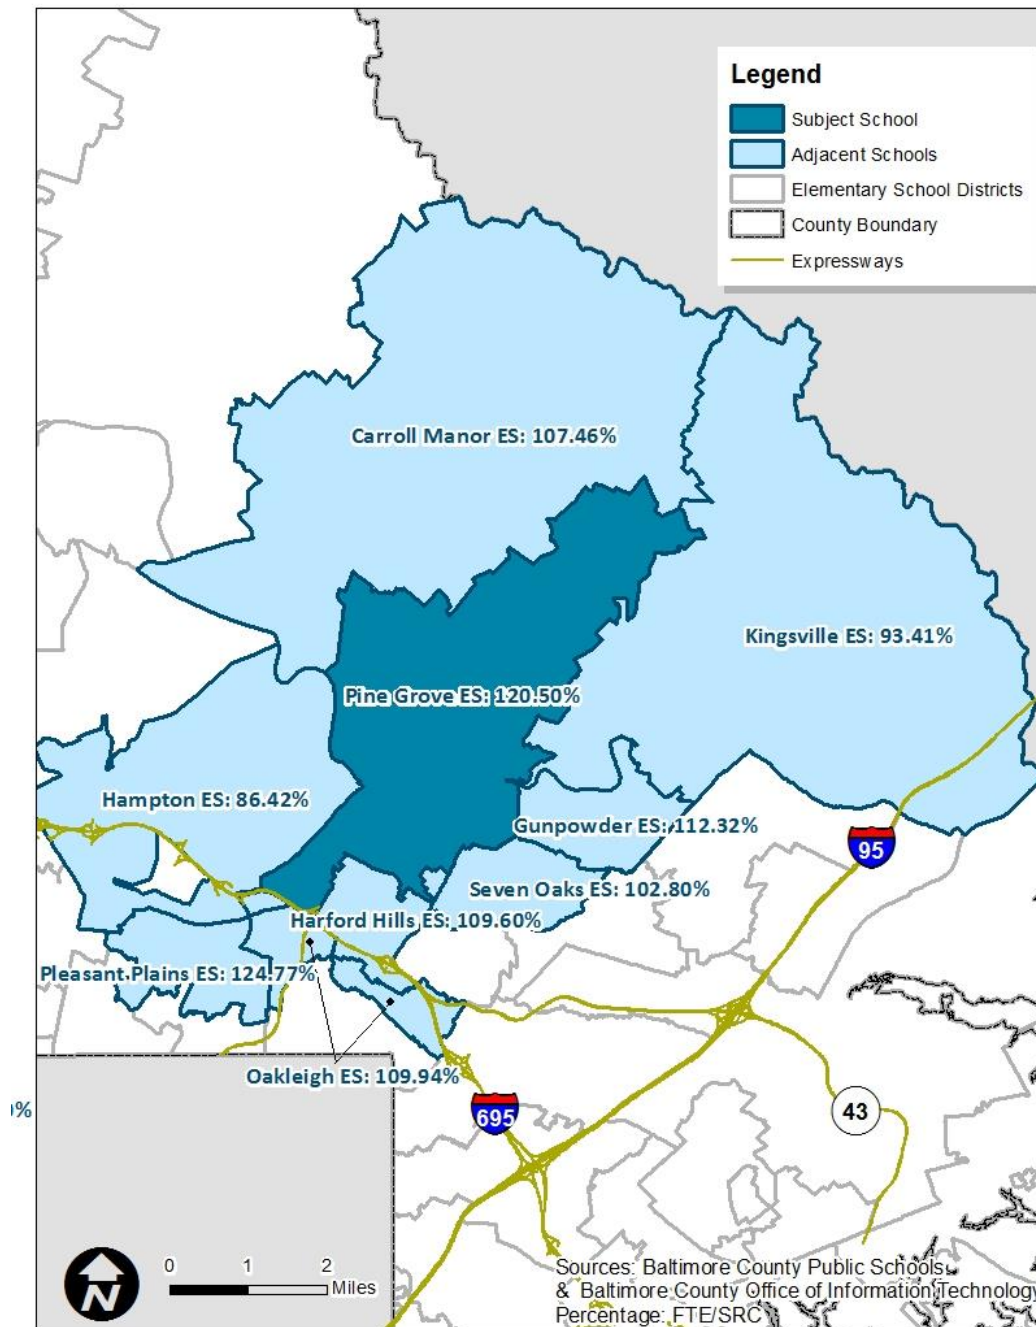 Legend
Subject School
Adjacent Schools
Elementary School Districts
County Boundary
Expressways
Carroll Manor ES: 107.46%
Kingsville ES: 93.41%
Pine Grove ES: 120.50%
Hampton ES: 86.42%
Gunpowder ES: 112.32%
95
Seven Oaks ES: 102.80%
Harford Hills ES: 109.60%
Pleasant Plains ES: 124.77%
Oakleigh ES: 109.94%
%
695
43
N
0 1 2
Miles
Sources: Baltimore County Public Schools
& Baltimore County Office of Information Technology
Percentage: FTE/SRC